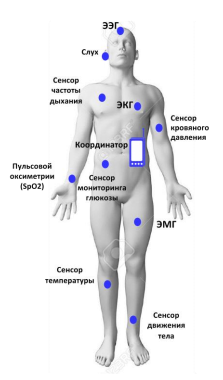 ЭЭГ
Слух
Сенсор
частоты
дыхания
ЭКГ
Сенсор
кровяного
давления
Координатор
Пульсовой
оксиметрии
(SpO2)
Сенсор
мониторинга
глюкозы
ЭМГ
Сенсор
температуры
Сенсор
движения
тела